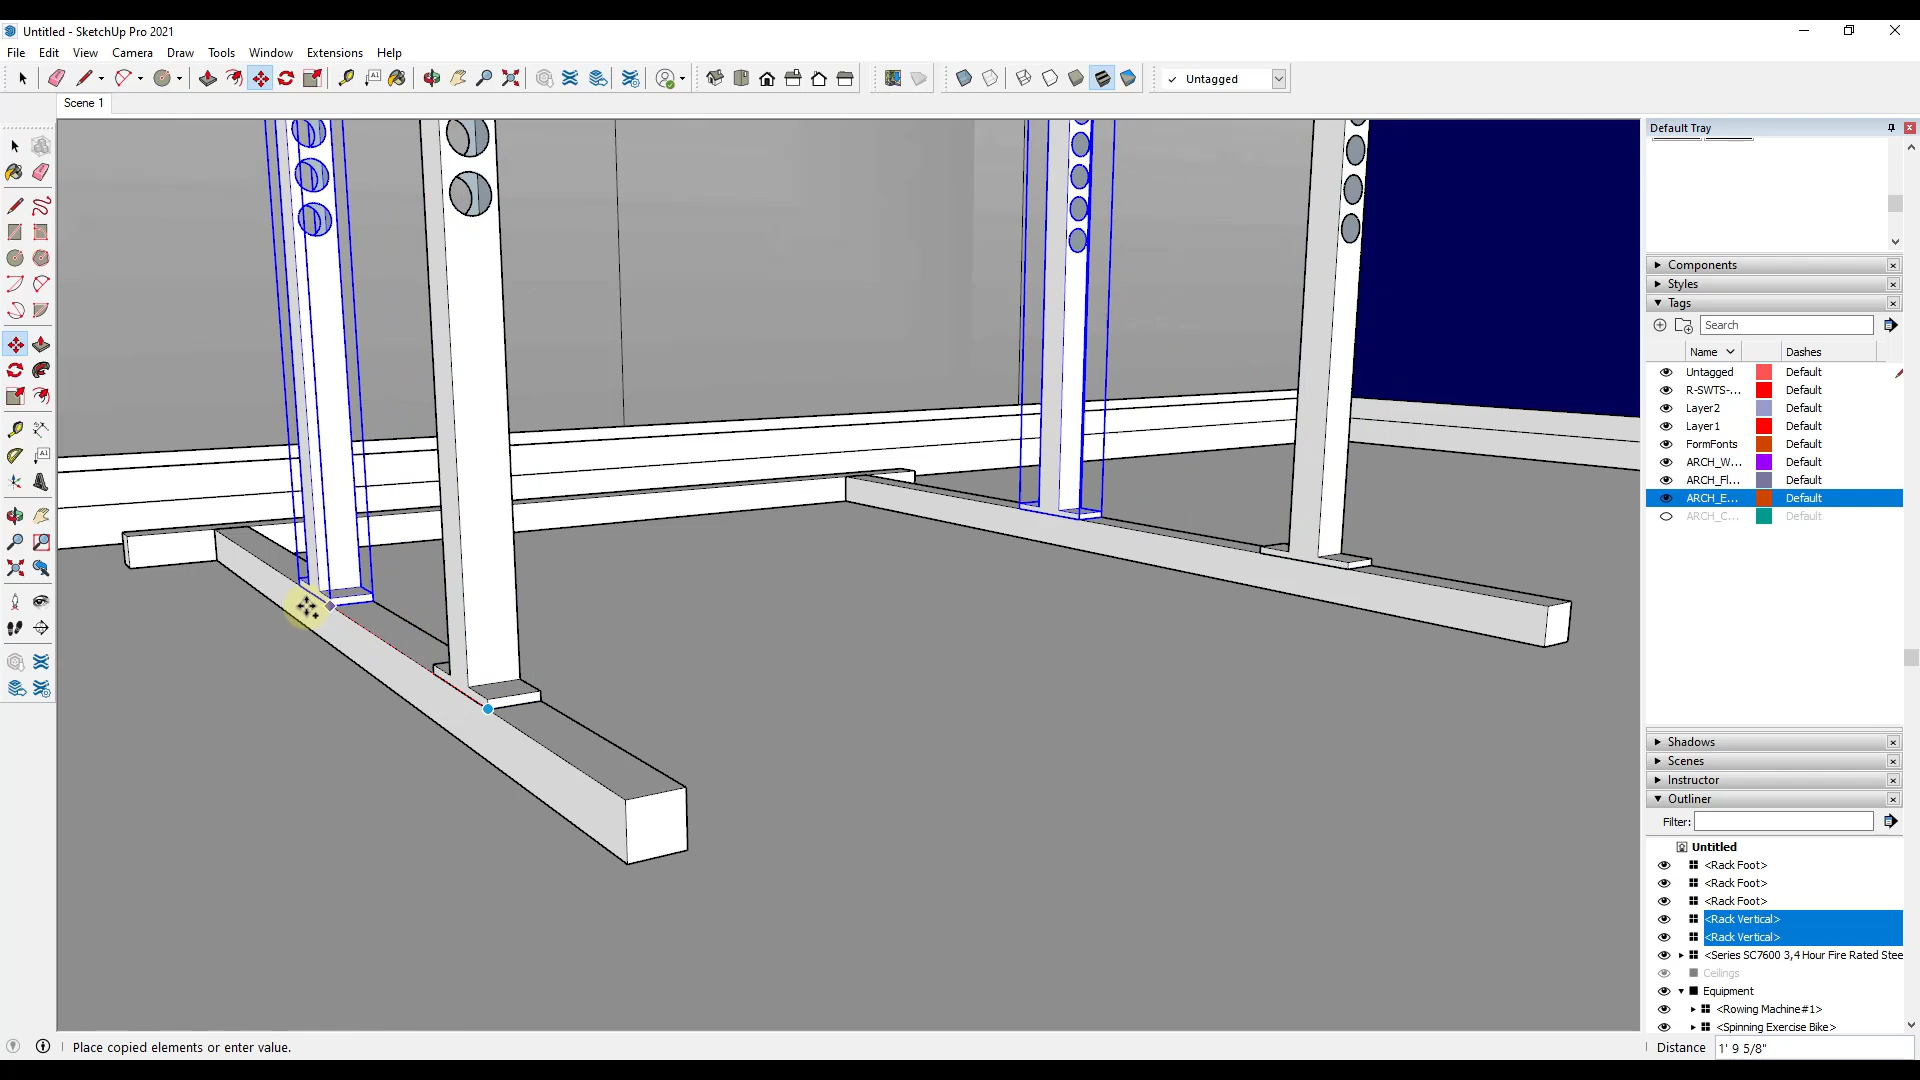 Untitled - SketchUp Pro 2021
File Edit View Camera Draw Tools Window Extensions Help
A1
Untagged
Scene 1
Default Tray
Components
Styles
Tags
Search
Name Dashes
Untagged Default
R-SWTS-... Default
Layer2 Default
Layer1 Default
FormFonts Default
ARCH_W... Default
ARCH_Fl... Default
ARCH_E... Default
ARCH_C... Default
A1
Shadows
Scenes
Instructor
Outliner
Filter:
Untitled
<Rack Foot>
<Rack Foot>
<Rack Foot>
<Rack Vertical>
<Rack Vertical>
<Series SC7600 3,4 Hour Fire Rated Stee
Ceilings
Equipment
<Rowing Machine#1>
<Spinning Exercise Bike>
Place copied elements or enter value.
Distance 1' 9 5/8"